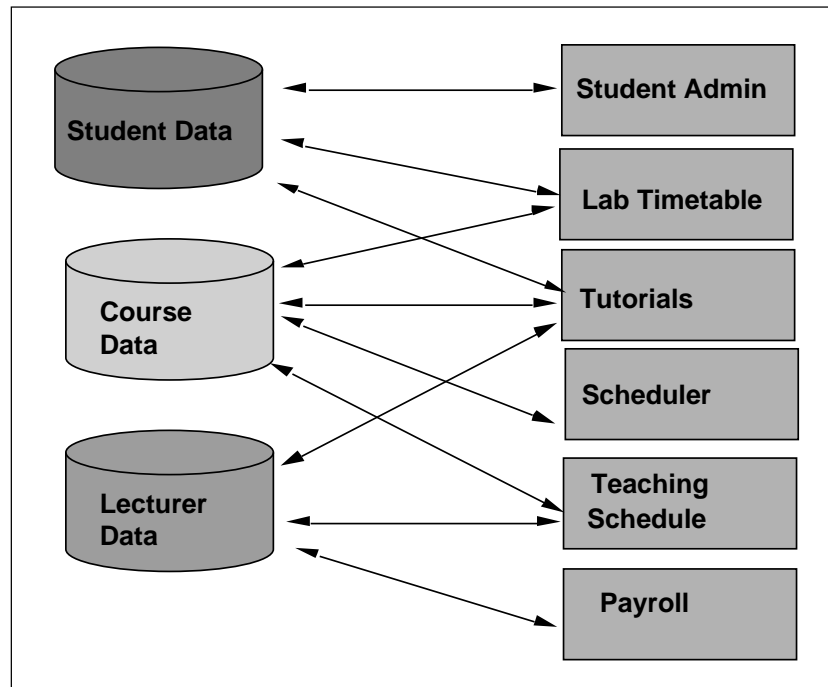 Student Data
Course
Data
Lecturer
Data
Student Admin
Lab Timetable
Tutorials
Scheduler
Teaching
Schedule
Payroll